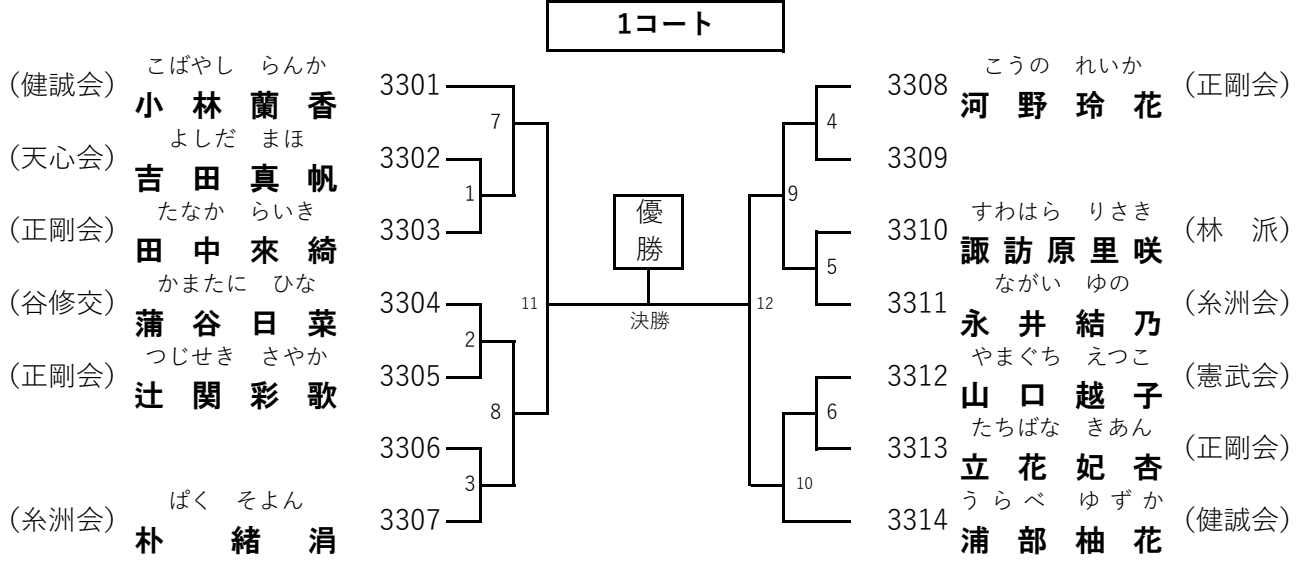 1コート
こばやし　らんか
(健誠会) 小林蘭香 3301
よしだ　まほ
(天心会) 吉田真帆 3302
たなか　らいき
(正剛会) 田中來綺 3303
かまたに　ひな
(谷修交) 蒲谷日菜 3304
つじせき　さやか
(正剛会) 辻関彩歌 3305
3306
ぱく　そよん
(糸洲会) 朴緒涓 3307
7
1
2
8
3
11
優
勝
決勝
12
4
9
5
6
10
こうの　れいか
3308 河野玲花 (正剛会)
3309
すわはら　りさき
3310 諏訪原里咲 (林　派)
ながい　ゆの
3311 永井結乃 (糸洲会)
やまぐち　えつこ
3312 山口越子 (憲武会)
たちばな　きあん
3313 立花妃杏 (正剛会)
うらべ　ゆずか
3314 浦部柚花 (健誠会)